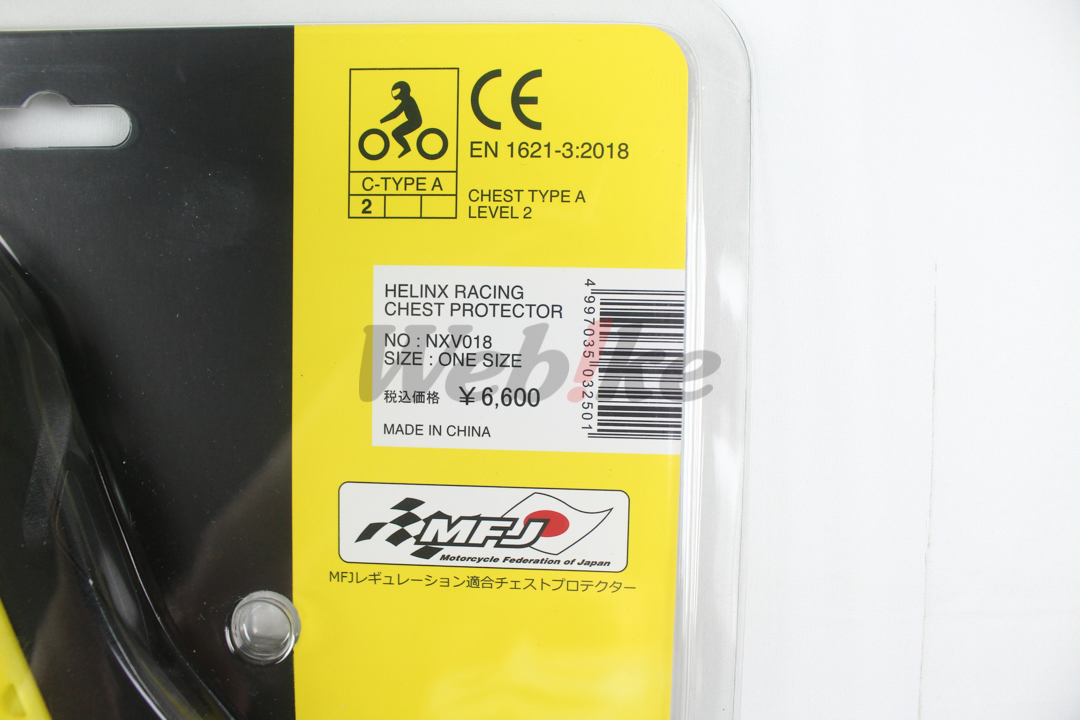 CE
EN 1621-3:2018
C-TYPE A
2
CHEST TYPE A
LEVEL 2
HELINX RACING
CHEST PROTECTOR
NO : NXV018
SIZE : ONE SIZE
税込価格 ¥6,600
MADE IN CHINA
4997035 032501
Webike
MFJ
Motorcycle Federation of Japan
MFJレギュレーション適合チェストプロテクター